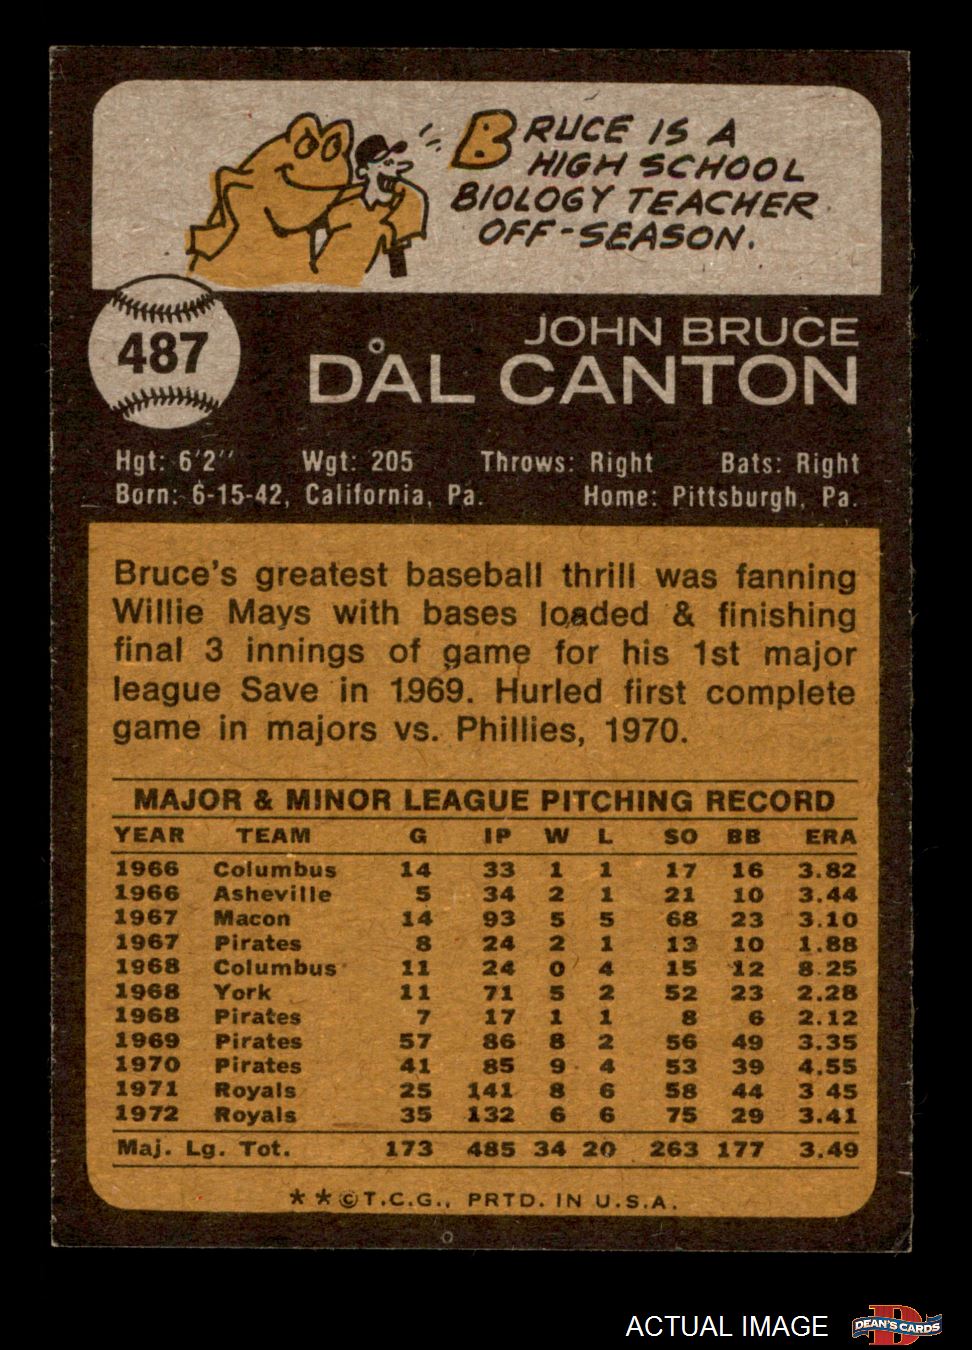 BRUCE IS A
HIGH SCHOOL
BIOLOGY TEACHER
OFF-SEASON.
487
JOHN BRUCE
DAL CANTON
Hgt: 6'2'' Wgt: 205 Throws: Right Bats: Right
Born: 6-15-42, California, Pa. Home: Pittsburgh, Pa.
Bruce's greatest baseball thrill was fanning
Willie Mays with bases loaded & finishing
final 3 innings of game for his 1st major
league Save in 1969. Hurled first complete
game in majors vs. Phillies, 1970.
MAJOR & MINOR LEAGUE PITCHING RECORD
YEAR TEAM G IP W L SO BB ERA
1966 Columbus 14 33 1 1 17 16 3.82
1966 Asheville 5 34 2 1 21 10 3.44
1967 Macon 14 93 5 5 68 23 3.10
1967 Pirates 8 24 2 1 13 10 1.88
1968 Columbus 11 24 0 4 15 12 8.25
1968 York 11 71 5 2 52 23 2.28
1968 Pirates 7 17 1 1 8 6 2.12
1969 Pirates 57 86 8 2 56 49 3.35
1970 Pirates 41 85 9 4 53 39 4.55
1971 Royals 25 141 8 6 58 44 3 45
1972 Royals 35 132 6 6 75 29 3.41
Maj. Lg. Tot. 173 485 34 20 263 177 3.49
* * © T.C.G., PRTD. IN U.S.A.
ACTUAL IMAGE
D
DEAN'S CARDS